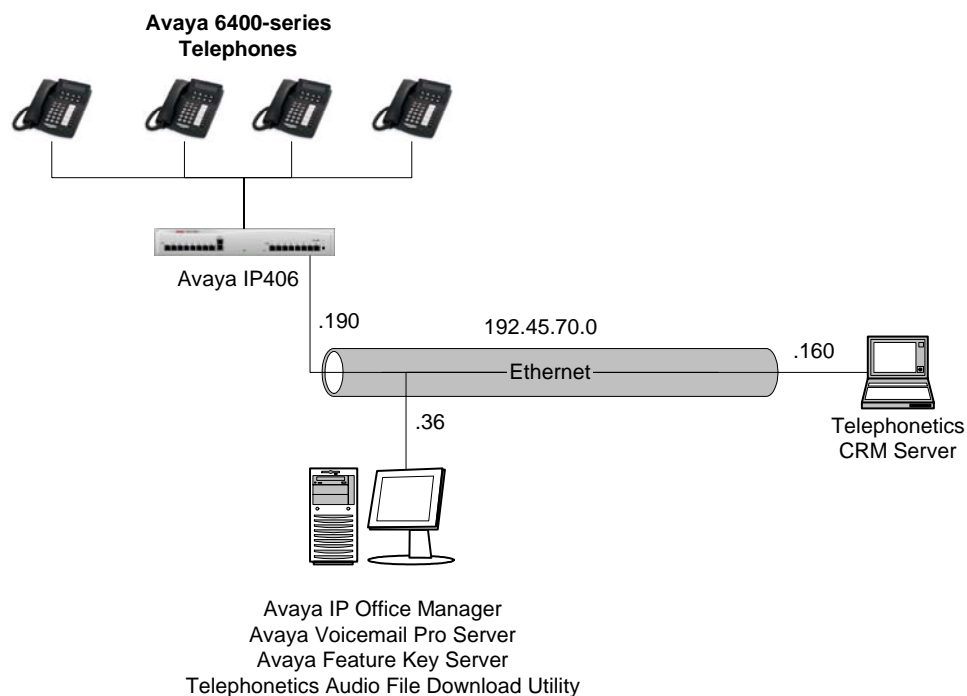 Avaya 6400-series
Telephones
Avaya IP406
.190
192.45.70.0
.160
Ethernet
.36
Telephonetics
CRM Server
Avaya IP Office Manager
Avaya Voicemail Pro Server
Avaya Feature Key Server
Telephonetics Audio File Download Utility